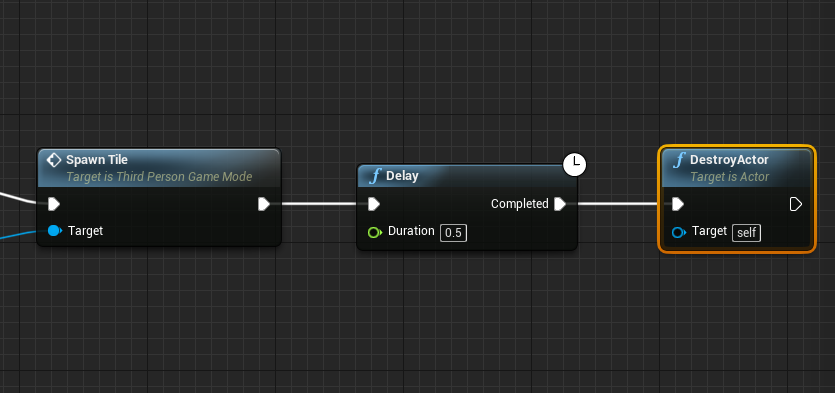 Spawn Tile
Target is Third Person Game Mode
Target
f Delay
Completed
Duration 0.5
f DestroyActor
Target is Actor
Target self